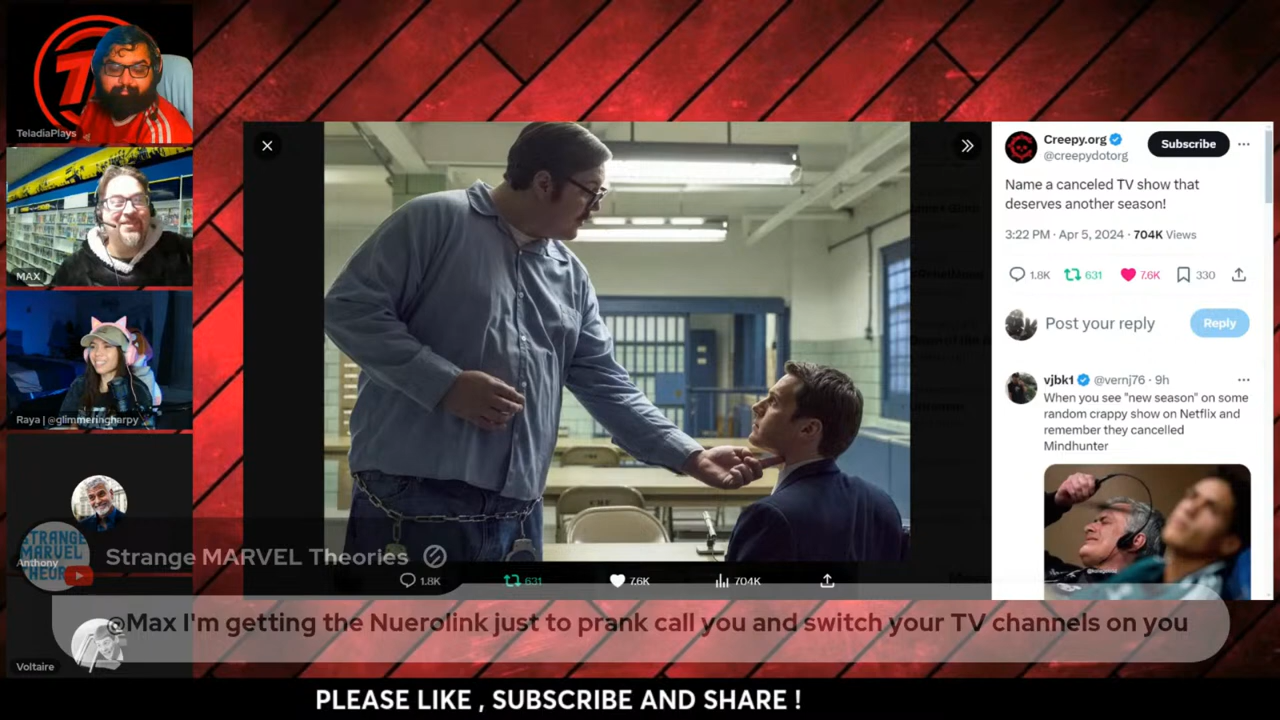 TeladiaPlays
MAX
Raya | @glimmeringharpy
Anthony
Voltaire
Creepy.org
@creepydotorg
Subscribe
Name a canceled TV show that
deserves another season!
3:22 PM · Apr 5, 2024 · 704K Views
1.8K 631 7.6K 330
Post your reply
Reply
vjbk1 @vernj76 · 9h
When you see "new season" on some
random crappy show on Netflix and
remember they cancelled
Mindhunter
1.8K 631 7.6K 704K
STRANGE
MARVEL
THEORIES
Strange MARVEL Theories
@Max I'm getting the Nuerolink just to prank call you and switch your TV channels on you
PLEASE LIKE , SUBSCRIBE AND SHARE !